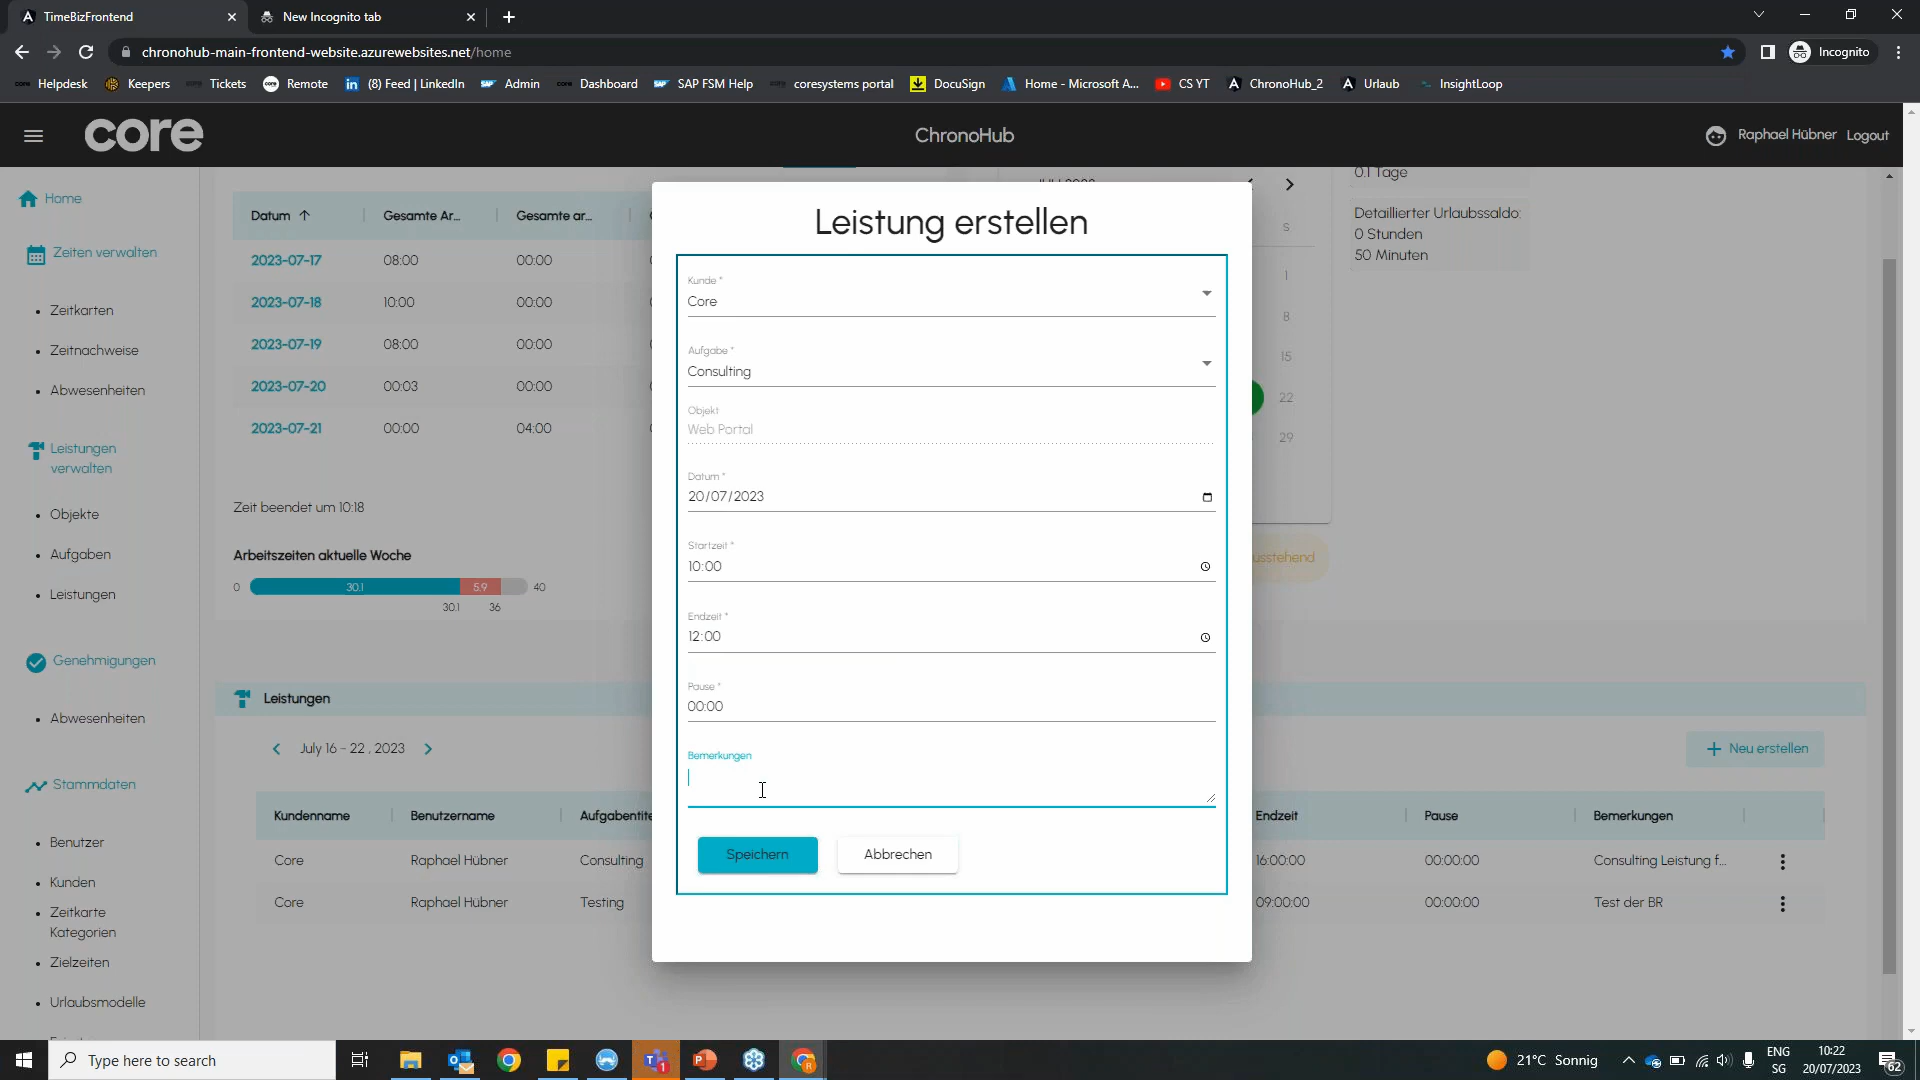 TimeBizFrontend
New Incognito tab
chronohub-main-frontend-website.azurewebsites.net/home
Incognito
Helpdesk
Keepers
Tickets
Remote
(8) Feed | LinkedIn
Admin
Dashboard
SAP FSM Help
coresystems portal
DocuSign
Home - Microsoft A...
CS YT
ChronoHub_2
Urlaub
InsightLoop
core
ChronoHub
Raphael Hübner
Logout
Home
Zeiten verwalten
Zeitkarten
Zeitnachweise
Abwesenheiten
Leistungen
verwalten
Objekte
Aufgaben
Leistungen
Genehmigungen
Abwesenheiten
Stammdaten
Benutzer
Kunden
Zeitkarte
Kategorien
Zielzeiten
Urlaubsmodelle
Datum
Gesamte Ar...
Gesamte ar...
2023-07-17 08:00 00:00
2023-07-18 10:00 00:00
2023-07-19 08:00 00:00
2023-07-20 00:03 00:00
2023-07-21 00:00 04:00
Zeit beendet um 10:18
Arbeitszeiten aktuelle Woche
0 30.1 5.9 40
30.1 36
S
1
8
15
22
29
0.1 Tage
Detaillierter Urlaubssaldo:
0 Stunden
50 Minuten
Leistung erstellen
Kunde *
Core
Aufgabe *
Consulting
Objekt
Web Portal
Datum *
20/07/2023
Startzeit *
10:00
Endzeit *
12:00
Pause *
00:00
Bemerkungen
Speichern
Abbrechen
Leistungen
July 16 - 22 , 2023
Neu erstellen
Kundenname Benutzername Aufgabentite Endzeit Pause Bemerkungen
Core Raphael Hübner Consulting 16:00:00 00:00:00 Consulting Leistung f...
Core Raphael Hübner Testing 09:00:00 00:00:00 Test der BR
Type here to search
21°C Sonnig
ENG
SG
10:22
20/07/2023
62